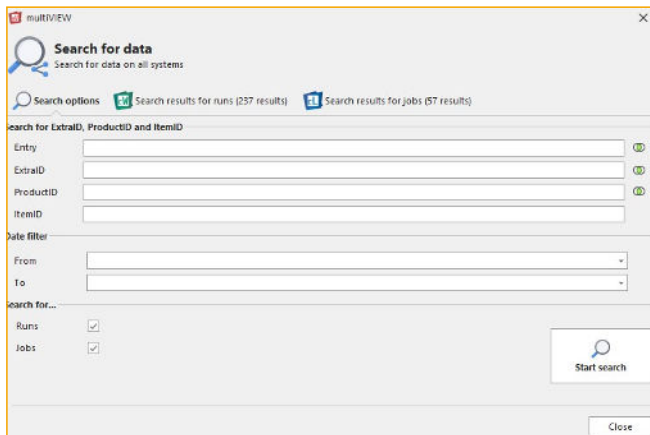 multiVIEW
Search for data
Search for data on all systems
Search options Search results for runs (237 results) Search results for jobs (57 results)
Search for ExtraID, ProductID and ItemID
Entry
ExtraID
ProductID
ItemID
Date filter
From
To
Search for...
Runs
Jobs
Start search
Close